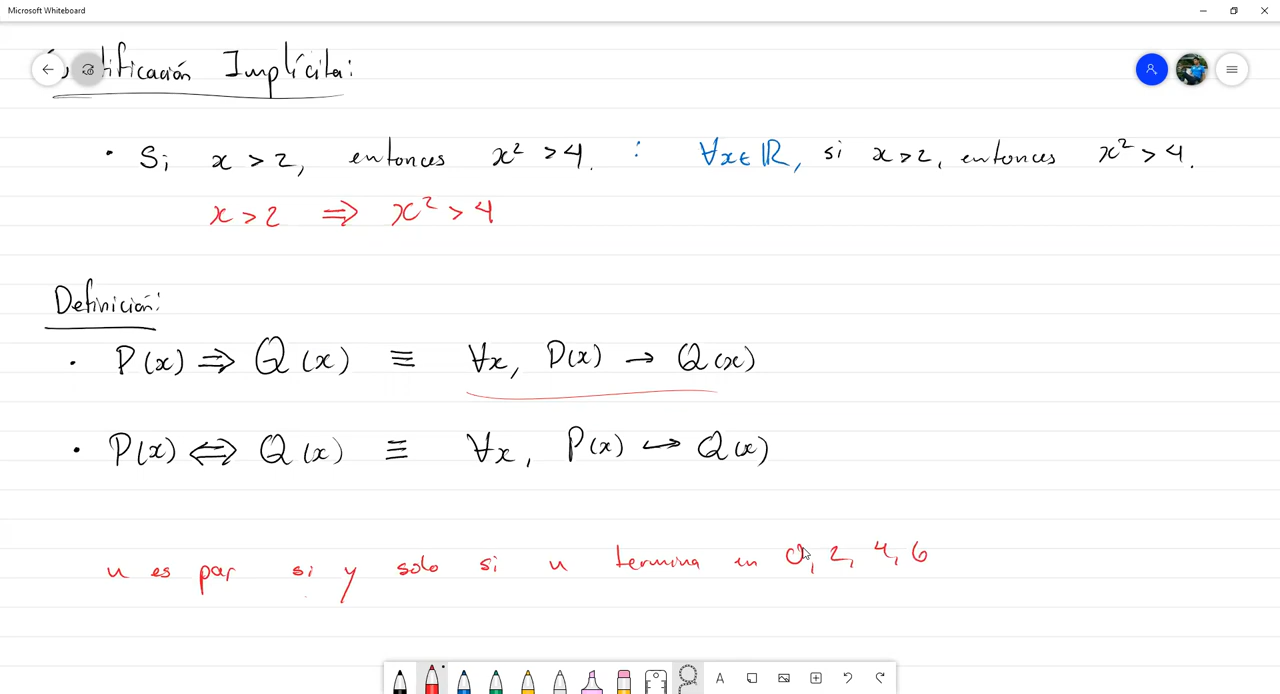 Microsoft Whiteboard
Implícita:
• Si x > 2, entonces x² > 4. : ∀x∈ℝ, si x>2, entonces x² > 4.
x > 2 ⇒ x² > 4
Definición:
• P(x) ⇒ Q(x) ≡ ∀x, P(x) → Q(x)
• P(x) ⇔ Q(x) ≡ ∀x, P(x) ↔ Q(x)
n es par si y solo si n termina en 0, 2, 4, 6
A